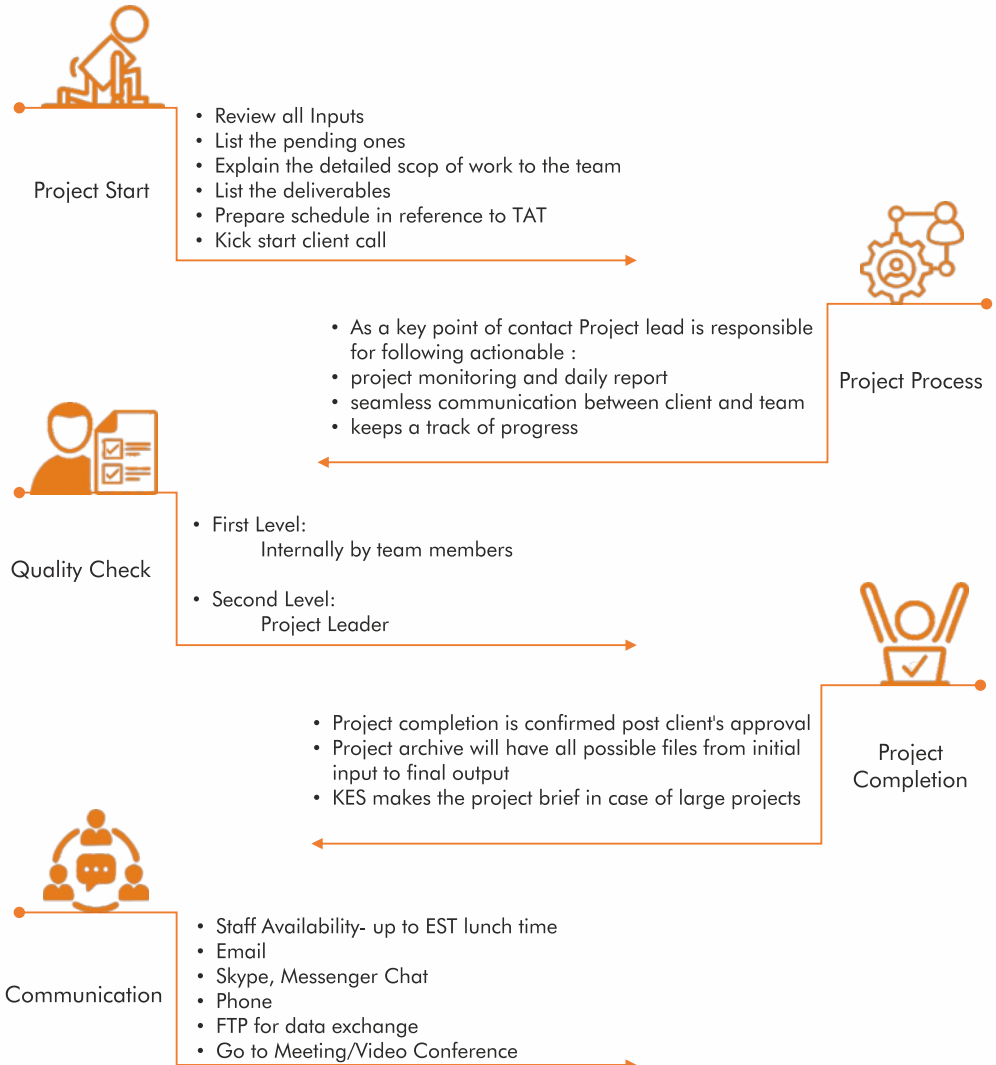 Project Start
• Review all Inputs
• List the pending ones
• Explain the detailed scop of work to the team
• List the deliverables
• Prepare schedule in reference to TAT
• Kick start client call
Project Process
• As a key point of contact Project lead is responsible
for following actionable :
• project monitoring and daily report
• seamless communication between client and team
• keeps a track of progress
Quality Check
• First Level:
Internally by team members
• Second Level:
Project Leader
Project
Completion
• Project completion is confirmed post client's approval
• Project archive will have all possible files from initial
input to final output
• KES makes the project brief in case of large projects
Communication
• Staff Availability- up to EST lunch time
• Email
• Skype, Messenger Chat
• Phone
• FTP for data exchange
• Go to Meeting/Video Conference